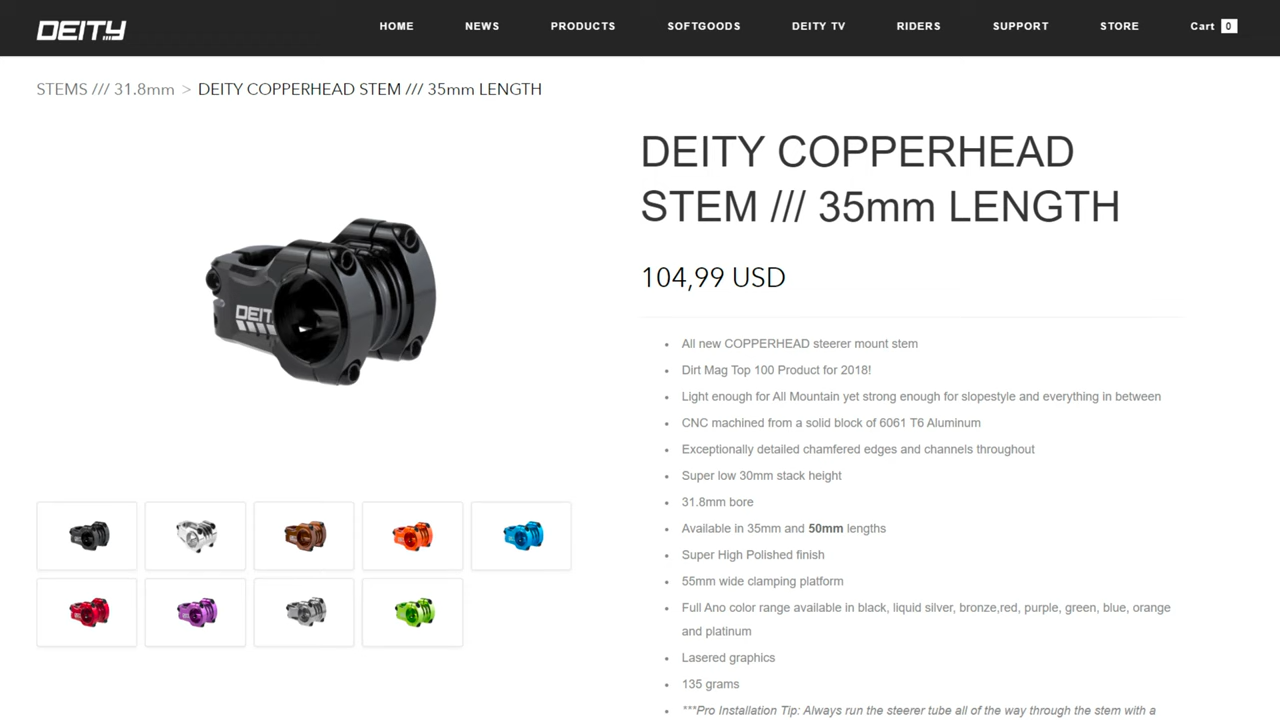 DEITY
HOME NEWS PRODUCTS SOFTGOODS DEITY TV RIDERS SUPPORT STORE Cart 0
STEMS /// 31.8mm > DEITY COPPERHEAD STEM /// 35mm LENGTH
DEITY COPPERHEAD
STEM /// 35mm LENGTH
104,99 USD
All new COPPERHEAD steerer mount stem
Dirt Mag Top 100 Product for 2018!
Light enough for All Mountain yet strong enough for slopestyle and everything in between
CNC machined from a solid block of 6061 T6 Aluminum
Exceptionally detailed chamfered edges and channels throughout
Super low 30mm stack height
31.8mm bore
Available in 35mm and 50mm lengths
Super High Polished finish
55mm wide clamping platform
Full Ano color range available in black, liquid silver, bronze,red, purple, green, blue, orange
and platinum
Lasered graphics
135 grams
***Pro Installation Tip: Always run the steerer tube all of the way through the stem with a
DEIT